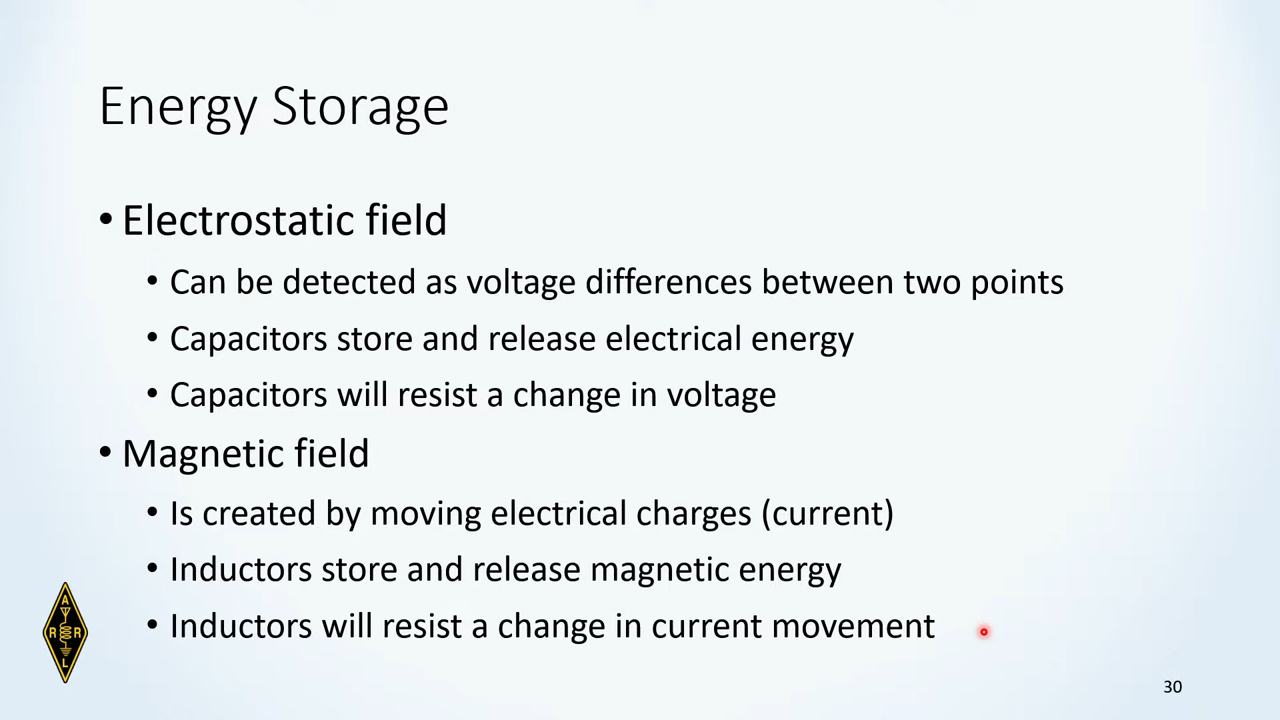 Energy Storage
• Electrostatic field
• Can be detected as voltage differences between two points
• Capacitors store and release electrical energy
• Capacitors will resist a change in voltage
• Magnetic field
• Is created by moving electrical charges (current)
• Inductors store and release magnetic energy
• Inductors will resist a change in current movement
A
R R
L
30